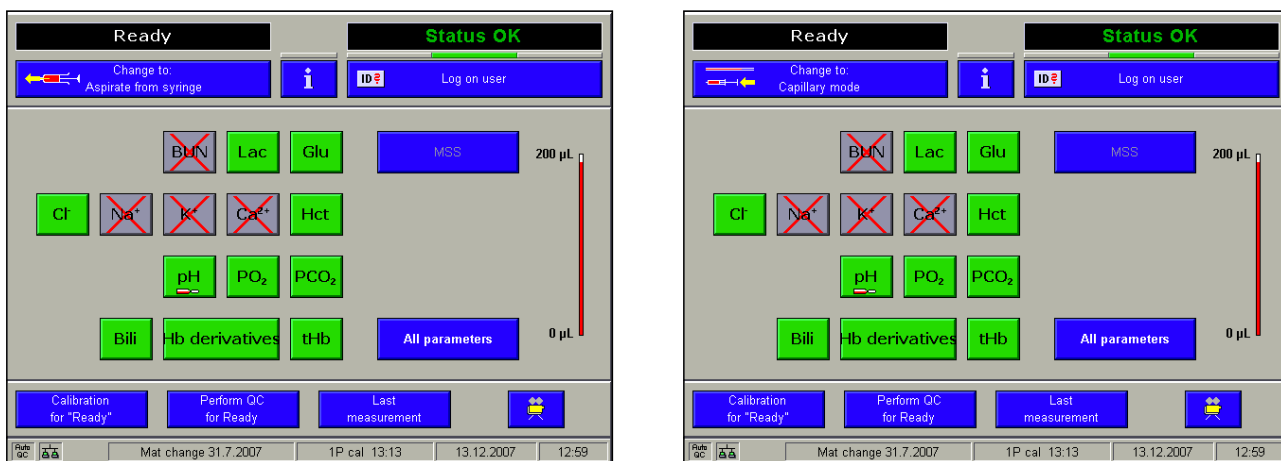 Ready
Status OK
Change to:
Aspirate from syringe
i
ID?
Log on user
BUN
Lac
Glu
MSS
200 µL
Cl⁻
Na⁺
K⁺
Ca²⁺
Hct
pH
PO₂
PCO₂
Bili
Hb derivatives
tHb
All parameters
0 µL
Calibration
for "Ready"
Perform QC
for Ready
Last
measurement
Auto
QC
Mat change 31.7.2007
1P cal 13:13
13.12.2007
12:59
Ready
Status OK
Change to:
Capillary mode
i
ID?
Log on user
BUN
Lac
Glu
MSS
200 µL
Cl⁻
Na⁺
K⁺
Ca²⁺
Hct
pH
PO₂
PCO₂
Bili
Hb derivatives
tHb
All parameters
0 µL
Calibration
for "Ready"
Perform QC
for Ready
Last
measurement
Auto
QC
Mat change 31.7.2007
1P cal 13:13
13.12.2007
12:59